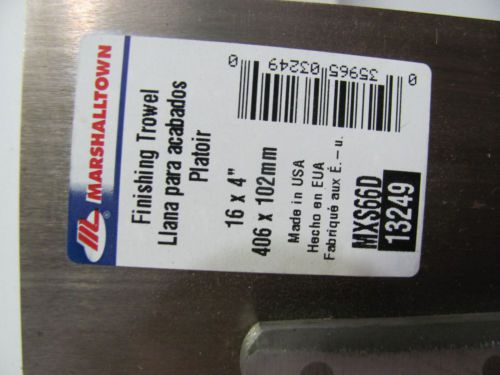 MARSHALLTOWN
Finishing Trowel
Llana para acabados
Platoir
16 x 4"
406 x 102mm
Made in USA
Hecho en EUA
Fabriqué aux É.-u.
MXS66D
13249
0 35965 03249 0